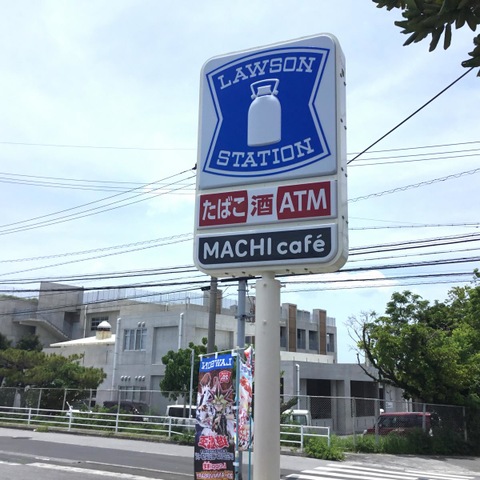 LAWSON
STATION
たばこ 酒 ATM
MACHI café